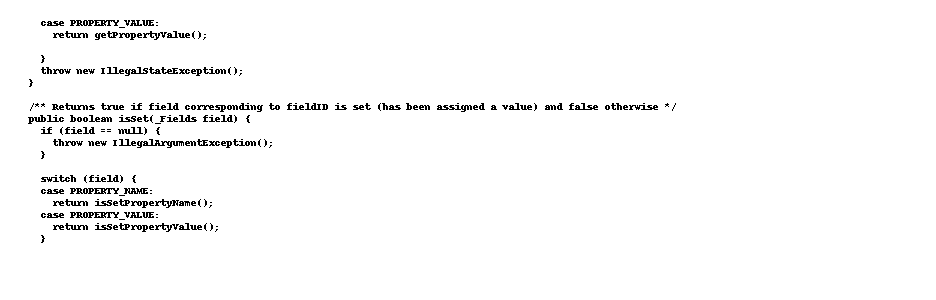 case PROPERTY_VALUE:
return getPropertyValue();
}
throw new IllegalStateException();
}
/** Returns true if field corresponding to fieldID is set (has been assigned a value) and false otherwise */
public boolean isSet(_Fields field) {
if (field == null) {
throw new IllegalArgumentException();
}
switch (field) {
case PROPERTY_NAME:
return isSetPropertyName();
case PROPERTY_VALUE:
return isSetPropertyValue();
}